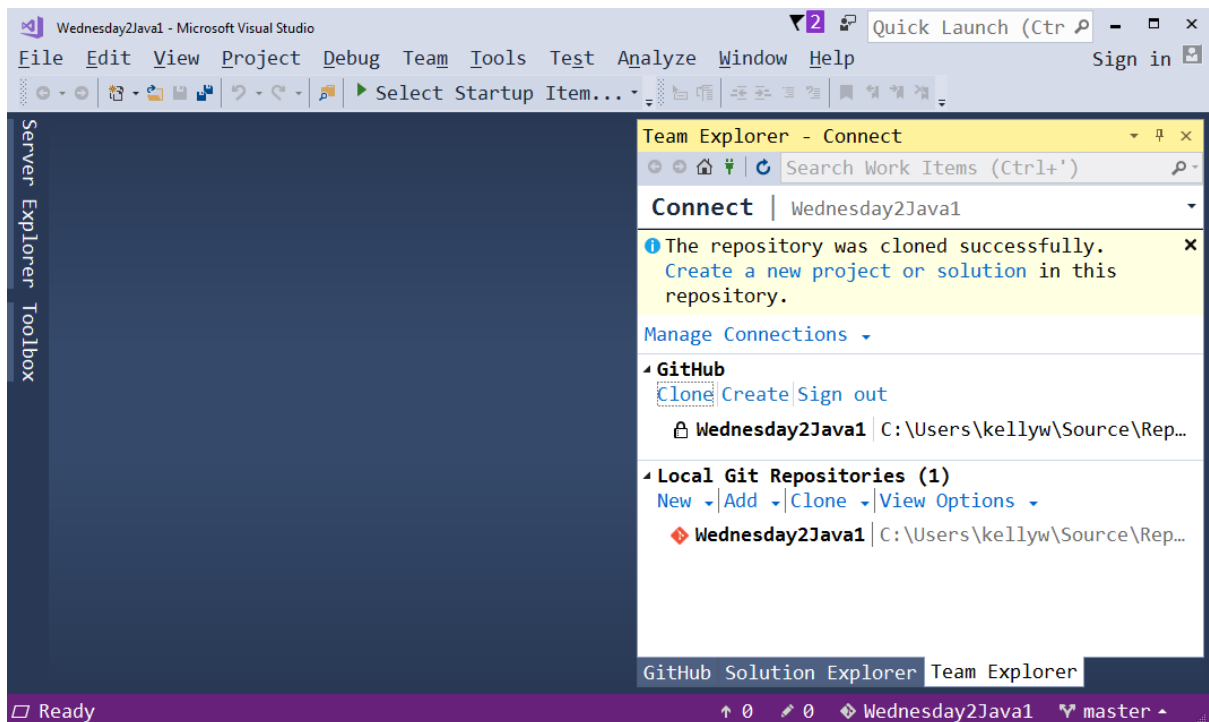 Wednesday2Java1 - Microsoft Visual Studio
2
Quick Launch (Ctr
File Edit View Project Debug Team Tools Test Analyze Window Help
Sign in
Select Startup Item...
Server Explorer
Toolbox
Team Explorer - Connect
Search Work Items (Ctrl+')
Connect | Wednesday2Java1
The repository was cloned successfully.
Create a new project or solution in this
repository.
Manage Connections
GitHub
Clone Create Sign out
Wednesday2Java1 C:\Users\kellyw\Source\Rep…
Local Git Repositories (1)
New Add Clone View Options
Wednesday2Java1 C:\Users\kellyw\Source\Rep…
GitHub Solution Explorer Team Explorer
Ready
0 0 Wednesday2Java1 master